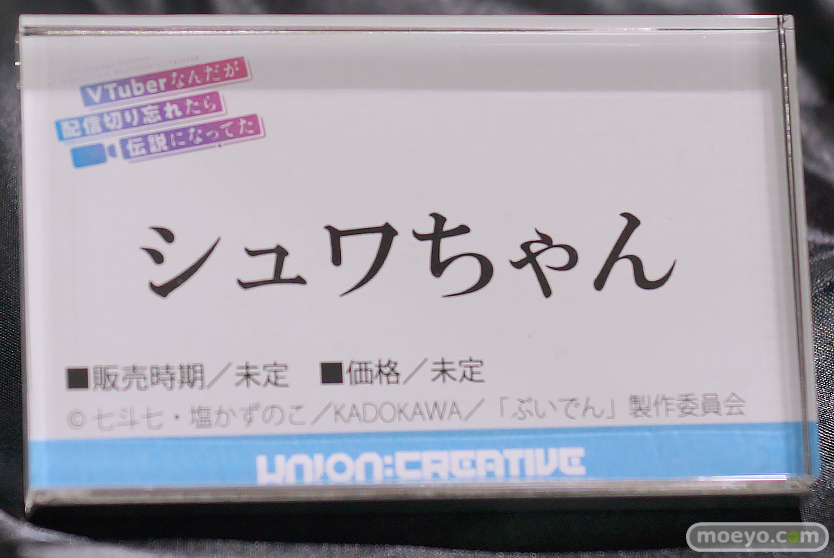 VTuberなんだが
配信切り忘れたら
伝説になってた
シュワちゃん
■販売時期／未定　■価格／未定
©七斗七・塩かずのこ／KADOKAWA／「ぶいでん」製作委員会
UNION:CREATIVE
moeyo.com